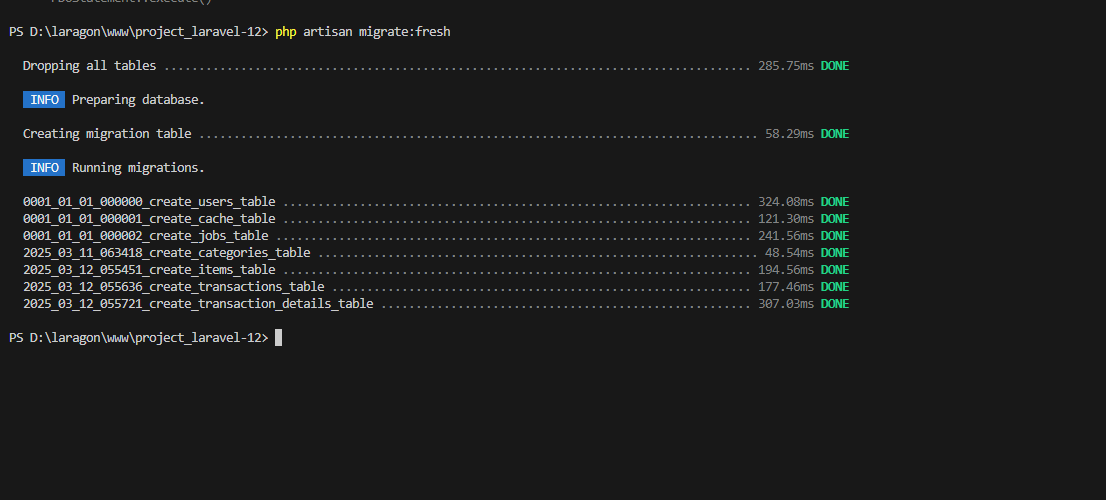 PdoStatement::execute()
PS D:\laragon\www\project_laravel-12> php artisan migrate:fresh
Dropping all tables .................................................................................... 285.75ms DONE
INFO Preparing database.
Creating migration table ................................................................................ 58.29ms DONE
INFO Running migrations.
0001_01_01_000000_create_users_table ................................................................... 324.08ms DONE
0001_01_01_000001_create_cache_table ................................................................... 121.30ms DONE
0001_01_01_000002_create_jobs_table .................................................................... 241.56ms DONE
2025_03_11_063418_create_categories_table ............................................................... 48.54ms DONE
2025_03_12_055451_create_items_table ................................................................... 194.56ms DONE
2025_03_12_055636_create_transactions_table ............................................................ 177.46ms DONE
2025_03_12_055721_create_transaction_details_table ..................................................... 307.03ms DONE
PS D:\laragon\www\project_laravel-12>